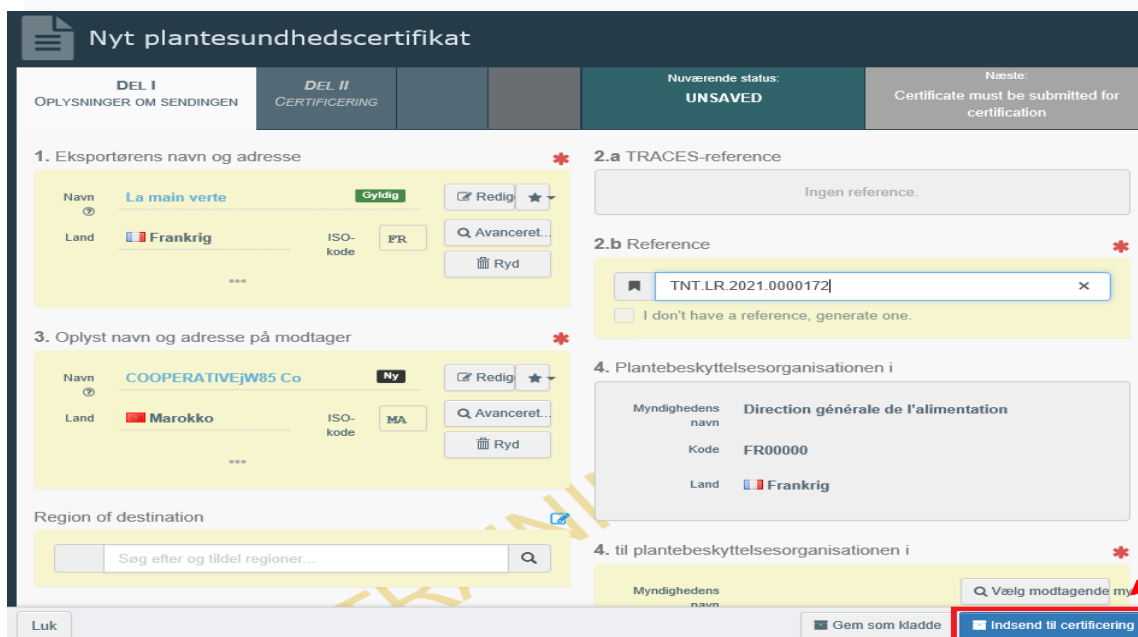 Nyt plantesundhedscertifikat
DEL I
OPLYSNINGER OM SENDINGEN
DEL II
CERTIFICERING
Nuværende status:
UNSAVED
Næste:
Certificate must be submitted for
certification
1. Eksportørens navn og adresse
Navn
La main verte
Gyldig
Redig
Land
Frankrig
ISO-
kode
FR
Avanceret...
Ryd
2.a TRACES-reference
Ingen reference.
2.b Reference
TNT.LR.2021.0000172
I don't have a reference, generate one.
3. Oplyst navn og adresse på modtager
Navn
COOPERATIVEjW85 Co
Ny
Redig
Land
Marokko
ISO-
kode
MA
Avanceret...
Ryd
4. Plantebeskyttelsesorganisationen i
Myndighedens
navn
Direction générale de l'alimentation
Kode
FR00000
Land
Frankrig
Region of destination
Søg efter og tildel regioner...
4. til plantebeskyttelsesorganisationen i
Myndighedens
navn
Vælg modtagende my
Luk
Gem som kladde
Indsend til certificering